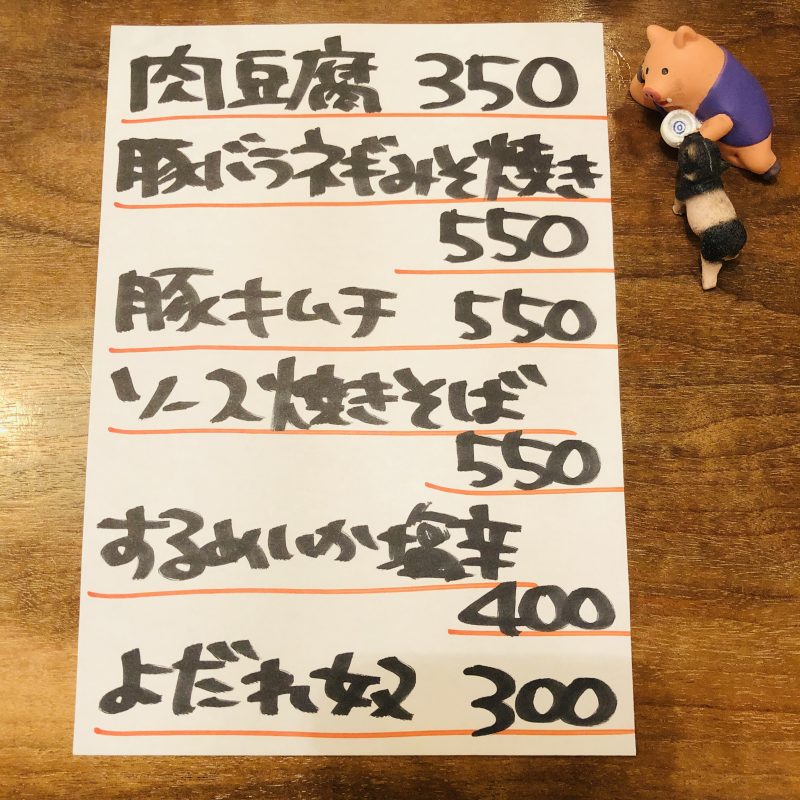 肉豆腐 350
豚バラネギみそ焼き
550
豚キムチ 550
ソース焼きそば
550
するめいか塩辛
400
よだれ奴 300